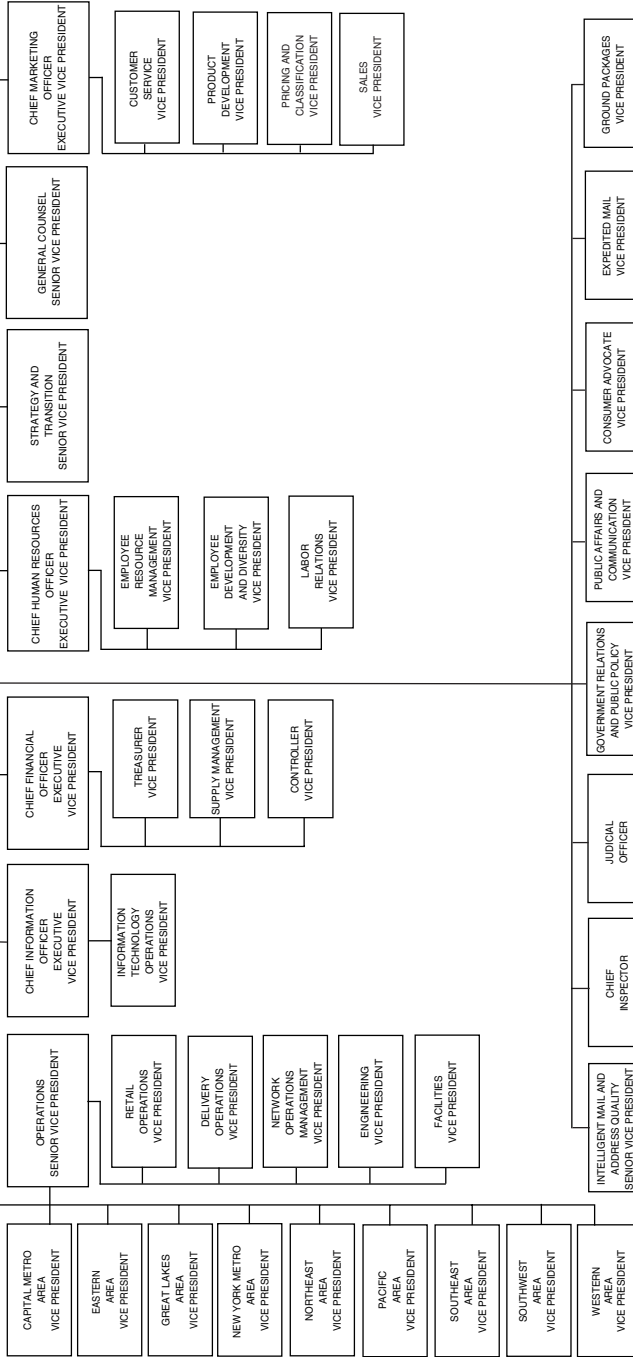 CAPITAL METRO
AREA
VICE PRESIDENT
EASTERN
AREA
VICE PRESIDENT
GREAT LAKES
AREA
VICE PRESIDENT
NEW YORK METRO
AREA
VICE PRESIDENT
NORTHEAST
AREA
VICE PRESIDENT
PACIFIC
AREA
VICE PRESIDENT
SOUTHEAST
AREA
VICE PRESIDENT
SOUTHWEST
AREA
VICE PRESIDENT
WESTERN
AREA
VICE PRESIDENT
OPERATIONS
SENIOR VICE PRESIDENT
RETAIL
OPERATIONS
VICE PRESIDENT
DELIVERY
OPERATIONS
VICE PRESIDENT
NETWORK
OPERATIONS
MANAGEMENT
VICE PRESIDENT
ENGINEERING
VICE PRESIDENT
FACILITIES
VICE PRESIDENT
CHIEF INFORMATION
OFFICER
EXECUTIVE
VICE PRESIDENT
INFORMATION
TECHNOLOGY
OPERATIONS
VICE PRESIDENT
CHIEF FINANCIAL
OFFICER
EXECUTIVE
VICE PRESIDENT
TREASURER
VICE PRESIDENT
SUPPLY MANAGEMENT
VICE PRESIDENT
CONTROLLER
VICE PRESIDENT
CHIEF HUMAN RESOURCES
OFFICER
EXECUTIVE VICE PRESIDENT
EMPLOYEE
RESOURCE
MANAGEMENT
VICE PRESIDENT
EMPLOYEE
DEVELOPMENT
AND DIVERSITY
VICE PRESIDENT
LABOR
RELATIONS
VICE PRESIDENT
STRATEGY AND
TRANSITION
SENIOR VICE PRESIDENT
GENERAL COUNSEL
SENIOR VICE PRESIDENT
CHIEF MARKETING
OFFICER
EXECUTIVE VICE PRESIDENT
CUSTOMER
SERVICE
VICE PRESIDENT
PRODUCT
DEVELOPMENT
VICE PRESIDENT
PRICING AND
CLASSIFICATION
VICE PRESIDENT
SALES
VICE PRESIDENT
INTELLIGENT MAIL AND
ADDRESS QUALITY
SENIOR VICE PRESIDENT
CHIEF
INSPECTOR
JUDICIAL
OFFICER
GOVERNMENT RELATIONS
AND PUBLIC POLICY
VICE PRESIDENT
PUBLIC AFFAIRS AND
COMMUNICATION
VICE PRESIDENT
CONSUMER ADVOCATE
VICE PRESIDENT
EXPEDITED MAIL
VICE PRESIDENT
GROUND PACKAGES
VICE PRESIDENT